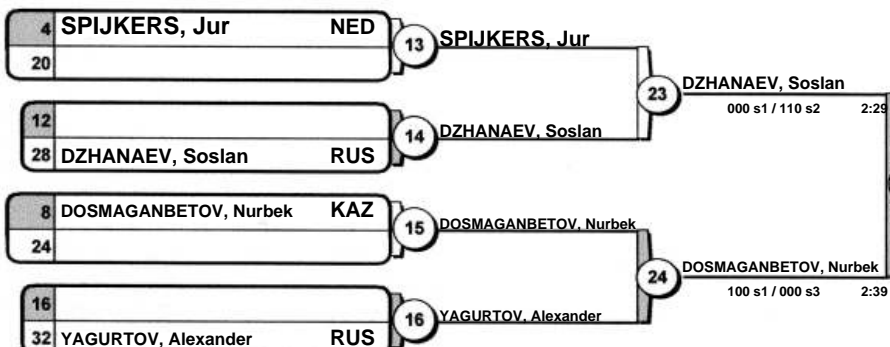 4 SPIJKERS, Jur NED
20
13 SPIJKERS, Jur
12
28 DZHANAEV, Soslan RUS
14 DZHANAEV, Soslan
23 DZHANAEV, Soslan
000 s1 / 110 s2 2:29
8 DOSMAGANBETOV, Nurbek KAZ
24
15 DOSMAGANBETOV, Nurbek
16
32 YAGURTOV, Alexander RUS
16 YAGURTOV, Alexander
24 DOSMAGANBETOV, Nurbek
100 s1 / 000 s3 2:39